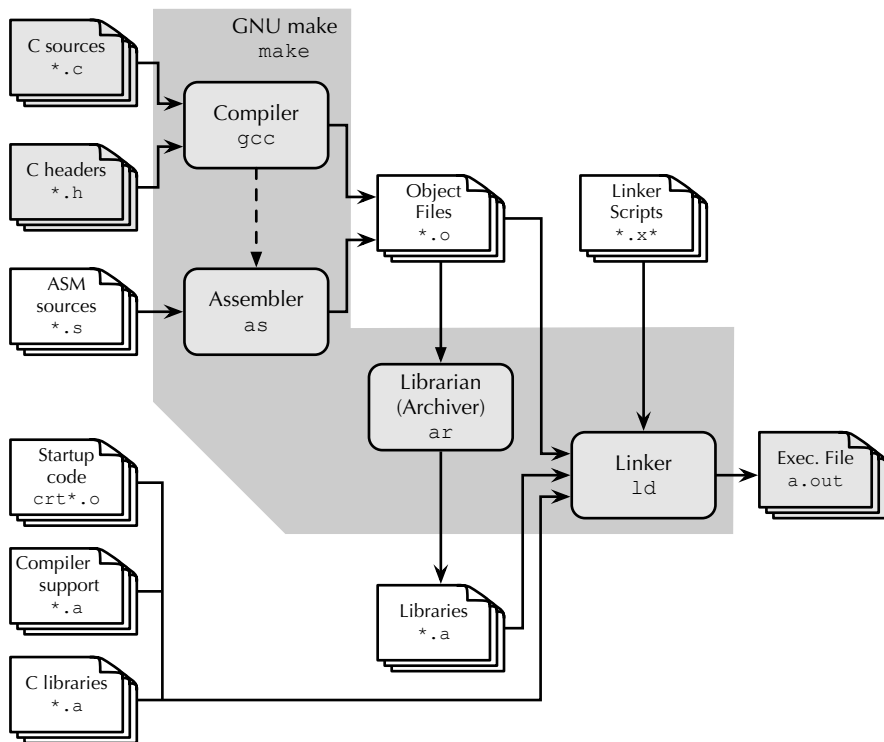 GNU make
make
C sources
*.c
Compiler
gcc
C headers
*.h
Object
Files
*.o
Linker
Scripts
*.x*
ASM
sources
*.s
Assembler
as
Librarian
(Archiver)
ar
Startup
code
crt*.o
Linker
ld
Exec. File
a.out
Compiler
support
*.a
Libraries
*.a
C libraries
*.a